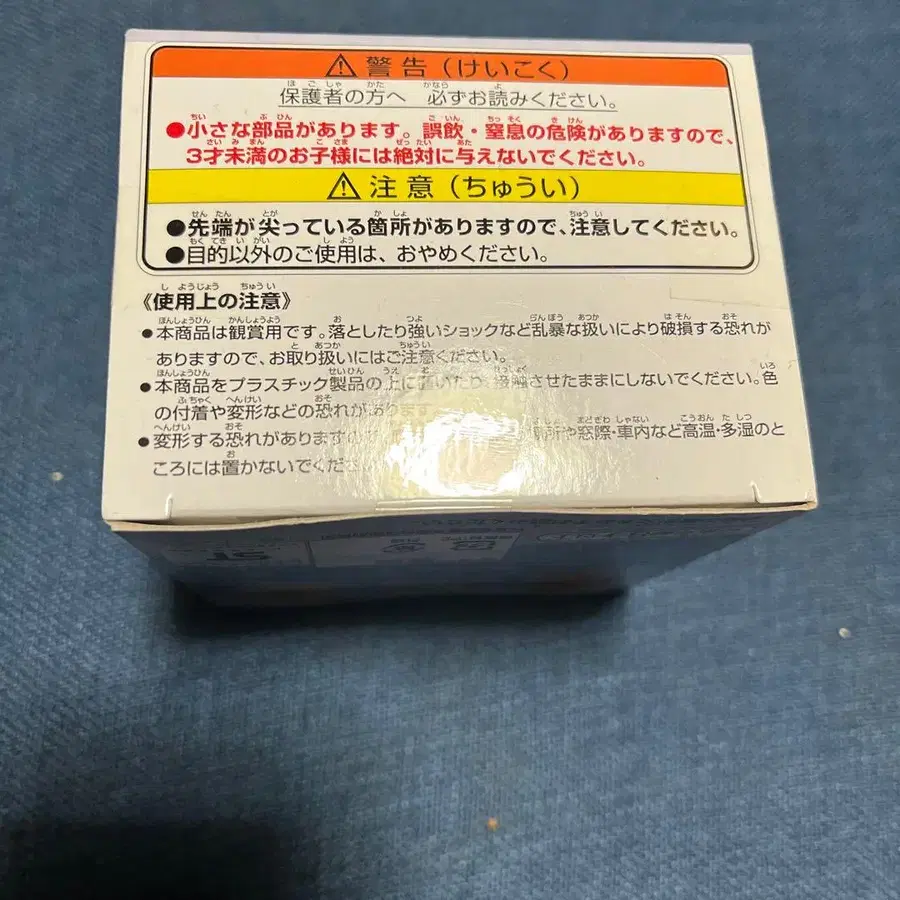 ⚠ 警告（けいこく）
保護者の方へ 必ずお読みください。
●小さな部品があります。誤飲・窒息の危険がありますので、
3才未満のお子様には絶対に与えないでください。
⚠ 注意（ちゅうい）
●先端が尖っている箇所がありますので、注意してください。
●目的以外のご使用は、おやめください。
《使用上の注意》
●本商品は観賞用です。落としたり強いショックなど乱暴な扱いにより破損する恐れが
ありますので、お取り扱いにはご注意ください。
●本商品をプラスチック製品の上に置いたり、接触させたままにしないでください。色
の付着や変形などの恐れがあります
●変形する恐れがありますので 場所や窓際・車内など高温・多湿のと
ころには置かないでくださ
ST